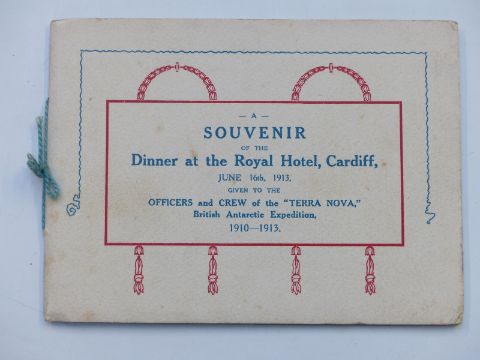 — A —
SOUVENIR
OF THE
Dinner at the Royal Hotel, Cardiff,
JUNE 16th, 1913,
GIVEN TO THE
OFFICERS and CREW of the "TERRA NOVA,"
British Antarctic Expedition,
1910—1913.